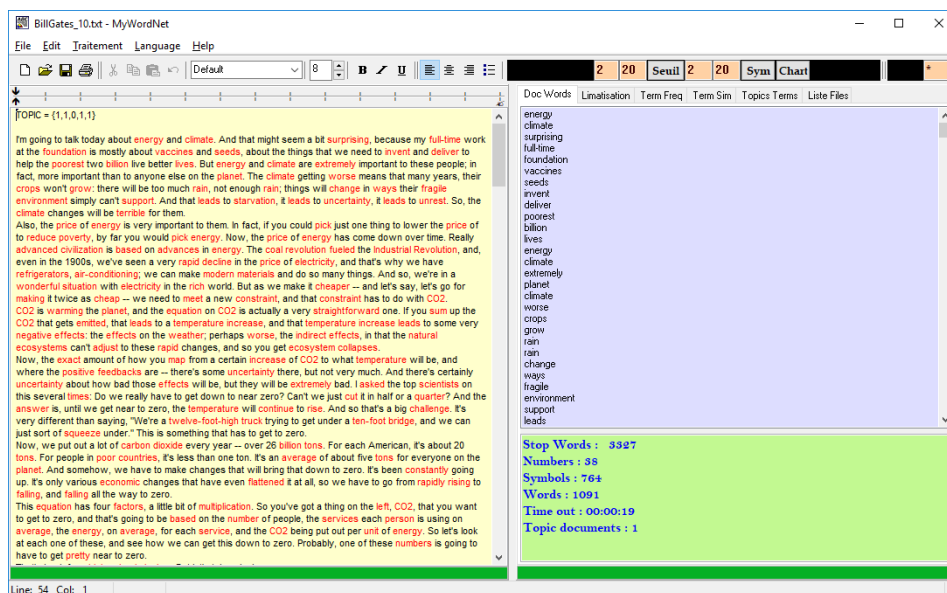 BillGates_10.txt - MyWordNet
File Edit Traitement Language Help
Default 8 B I U 2 20 Seuil 2 20 Sym Chart *
Doc Words Limatisation Term Freq Term Sim Topics Terms Liste Files
TOPIC = {1,1,0,1,1}
I'm going to talk today about energy and climate. And that might seem a bit surprising, because my full-time work
at the foundation is mostly about vaccines and seeds, about the things that we need to invent and deliver to
help the poorest two billion live better lives. But energy and climate are extremely important to these people; in
fact, more important than to anyone else on the planet. The climate getting worse means that many years, their
crops won't grow: there will be too much rain, not enough rain; things will change in ways their fragile
environment simply can't support. And that leads to starvation, it leads to uncertainty, it leads to unrest. So, the
climate changes will be terrible for them.
Also, the price of energy is very important to them. In fact, if you could pick just one thing to lower the price of
to reduce poverty, by far you would pick energy. Now, the price of energy has come down over time. Really
advanced civilization is based on advances in energy. The coal revolution fueled the Industrial Revolution, and,
even in the 1900s, we've seen a very rapid decline in the price of electricity, and that's why we have
refrigerators, air-conditioning; we can make modern materials and do so many things. And so, we're in a
wonderful situation with electricity in the rich world. But as we make it cheaper -- and let's say, let's go for
making it twice as cheap -- we need to meet a new constraint, and that constraint has to do with CO2.
CO2 is warming the planet, and the equation on CO2 is actually a very straightforward one. If you sum up the
CO2 that gets emitted, that leads to a temperature increase, and that temperature increase leads to some very
negative effects: the effects on the weather; perhaps worse, the indirect effects, in that the natural
ecosystems can't adjust to these rapid changes, and so you get ecosystem collapses.
Now, the exact amount of how you map from a certain increase of CO2 to what temperature will be, and
where the positive feedbacks are -- there's some uncertainty there, but not very much. And there's certainly
uncertainty about how bad those effects will be, but they will be extremely bad. I asked the top scientists on
this several times: Do we really have to get down to near zero? Can't we just cut it in half or a quarter? And the
answer is, until we get near to zero, the temperature will continue to rise. And so that's a big challenge. It's
very different than saying, "We're a twelve-foot-high truck trying to get under a ten-foot bridge, and we can
just sort of squeeze under." This is something that has to get to zero.
Now, we put out a lot of carbon dioxide every year -- over 26 billion tons. For each American, it's about 20
tons. For people in poor countries, it's less than one ton. It's an average of about five tons for everyone on the
planet. And somehow, we have to make changes that will bring that down to zero. It's been constantly going
up. It's only various economic changes that have even flattened it at all, so we have to go from rapidly rising to
falling, and falling all the way to zero.
This equation has four factors, a little bit of multiplication. So you've got a thing on the left, CO2, that you want
to get to zero, and that's going to be based on the number of people, the services each person is using on
average, the energy, on average, for each service, and the CO2 being put out per unit of energy. So let's look
at each one of these, and see how we can get this down to zero. Probably, one of these numbers is going to
have to get pretty near to zero.
energy
climate
surprising
full-time
foundation
vaccines
seeds
invent
deliver
poorest
billion
lives
energy
climate
extremely
planet
climate
worse
crops
grow
rain
rain
change
ways
fragile
environment
support
leads
Stop Words : 3327
Numbers : 38
Symbols : 764
Words : 1091
Time out : 00:00:19
Topic documents : 1
Line: 54 Col: 1